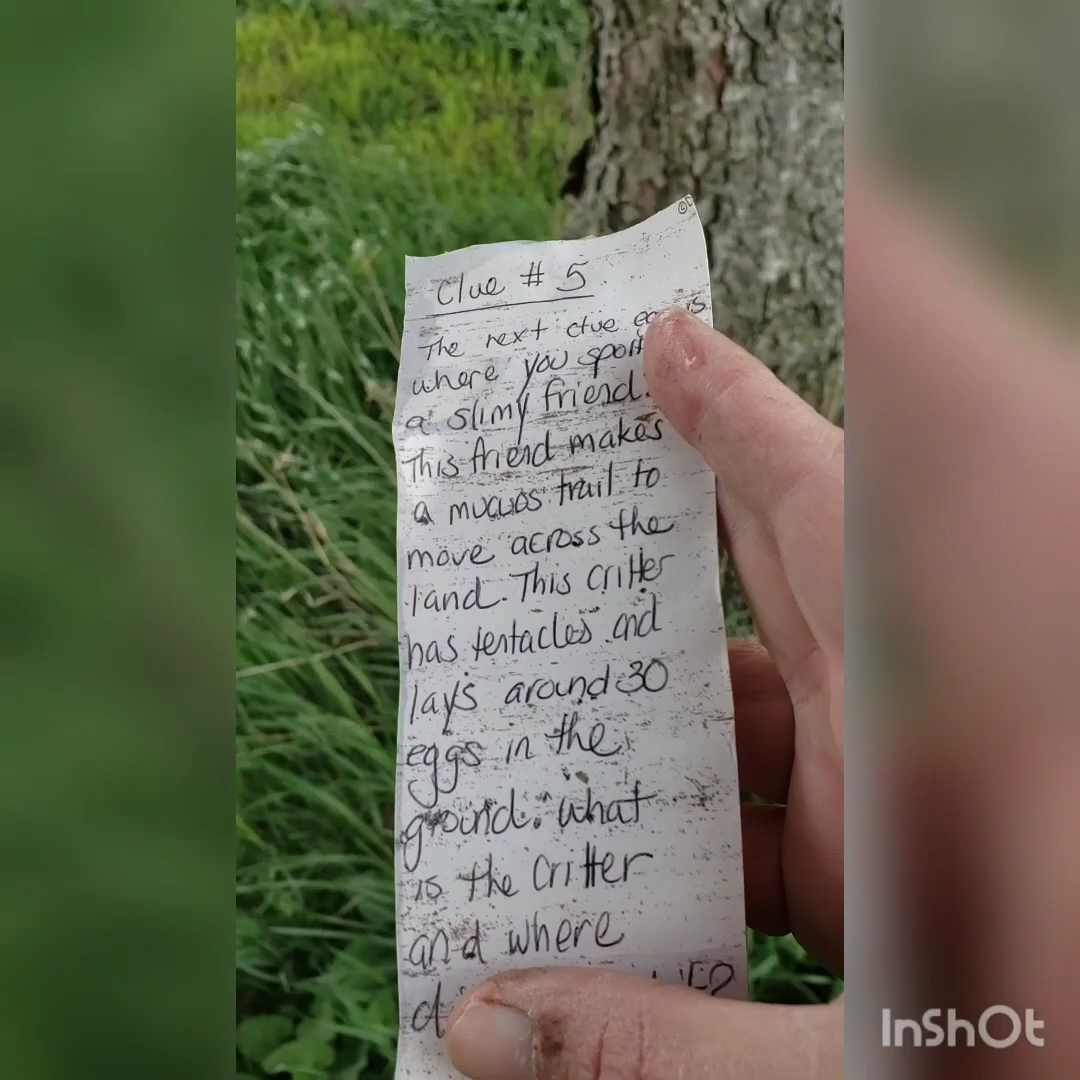 Clue # 5
The next clue is
where you
a slimy friend.
This friend makes
a mucuos trail to
move across the
land. This critter
has tentacles and
lays around 30
eggs in the
ground. What
is the critter
and where
InShOt